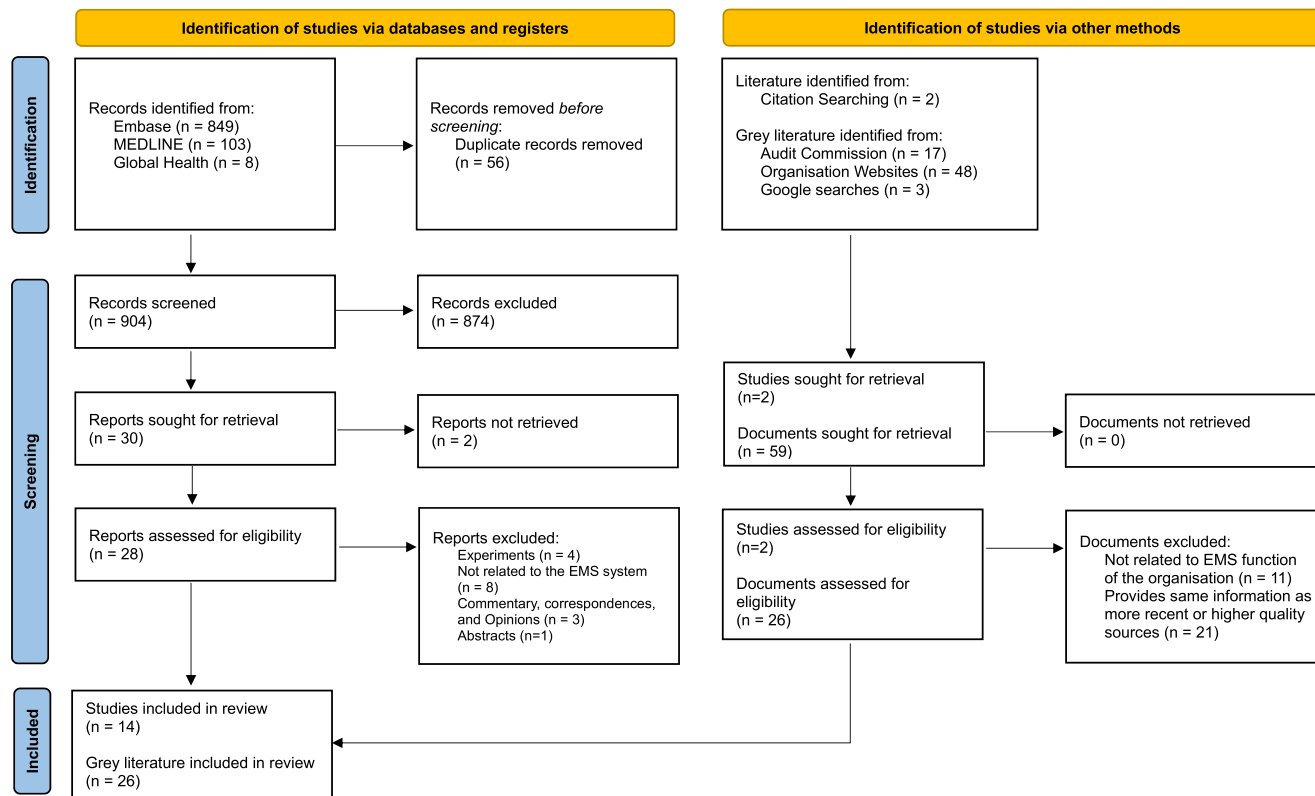 Identification of studies via databases and registers
Identification of studies via other methods
Identification
Records identified from:
Embase (n = 849)
MEDLINE (n = 103)
Global Health (n = 8)
Records removed before
screening:
Duplicate records removed
(n = 56)
Literature identified from:
Citation Searching (n = 2)
Grey literature identified from:
Audit Commission (n = 17)
Organisation Websites (n = 48)
Google searches (n = 3)
Screening
Records screened
(n = 904)
Records excluded
(n = 874)
Reports sought for retrieval
(n = 30)
Reports not retrieved
(n = 2)
Studies sought for retrieval
(n=2)
Documents sought for retrieval
(n = 59)
Documents not retrieved
(n = 0)
Reports assessed for eligibility
(n = 28)
Reports excluded:
Experiments (n = 4)
Not related to the EMS system
(n = 8)
Commentary, correspondences,
and Opinions (n = 3)
Abstracts (n=1)
Studies assessed for eligibility
(n=2)
Documents assessed for
eligibility
(n = 26)
Documents excluded:
Not related to EMS function
of the organisation (n = 11)
Provides same information as
more recent or higher quality
sources (n = 21)
Included
Studies included in review
(n = 14)
Grey literature included in review
(n = 26)